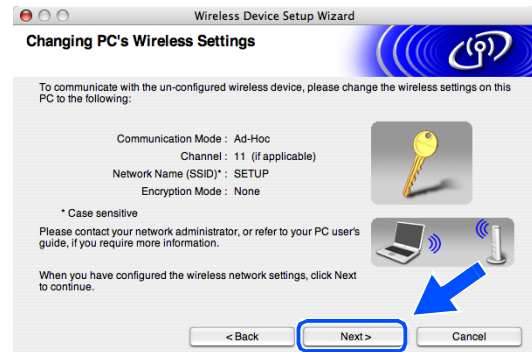 Wireless Device Setup Wizard
Changing PC's Wireless Settings
To communicate with the un-configured wireless device, please change the wireless settings on this
PC to the following:
Communication Mode : Ad-Hoc
Channel : 11 (if applicable)
Network Name (SSID)* : SETUP
Encryption Mode : None
* Case sensitive
Please contact your network administrator, or refer to your PC user's
guide, if you require more information.
When you have configured the wireless network settings, click Next
to continue.
< Back Next > Cancel